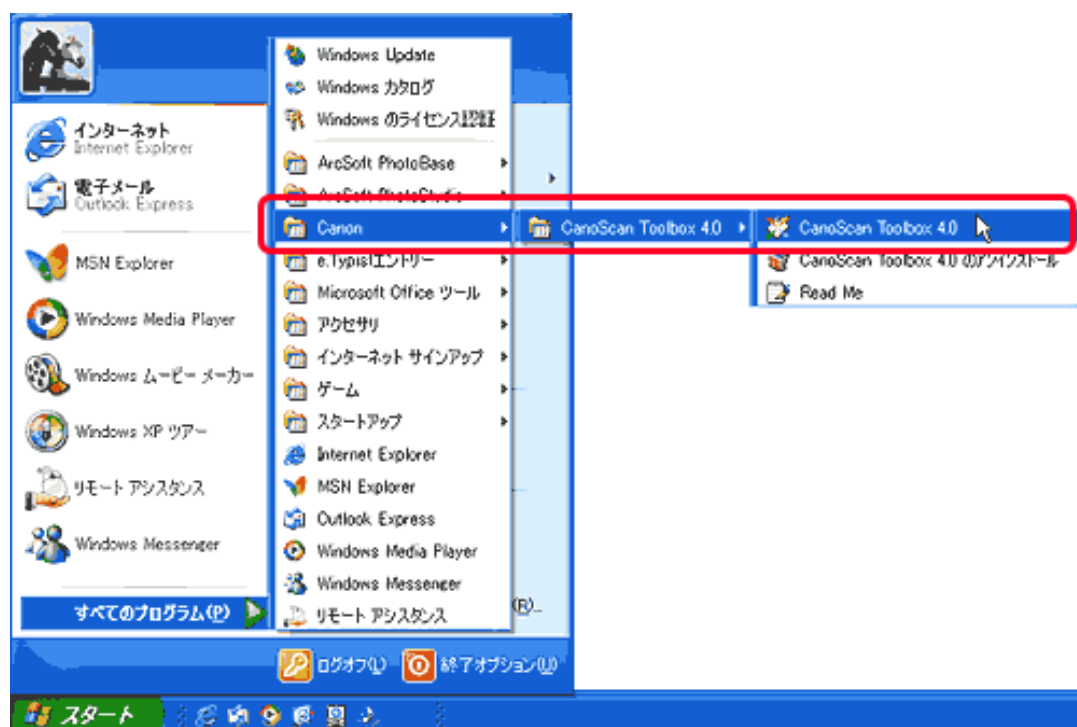 インターネット
Internet Explorer
電子メール
Outlook Express
MSN Explorer
Windows Media Player
Windows ムービー メーカー
Windows XP ツアー
リモート アシスタンス
Windows Messenger
すべてのプログラム(P)
Windows Update
Windows カタログ
Windows のライセンス認証
ArcSoft PhotoBase
ArcSoft PhotoStudio
Canon
e.Typistエントリー
Microsoft Office ツール
アクセサリ
インターネット サインアップ
ゲーム
スタートアップ
Internet Explorer
MSN Explorer
Outlook Express
Windows Media Player
Windows Messenger
リモート アシスタンス
CanoScan Toolbox 4.0
CanoScan Toolbox 4.0
CanoScan Toolbox 4.0 のアンインストール
Read Me
(R)...
ログオフ(L)
終了オプション(U)
スタート